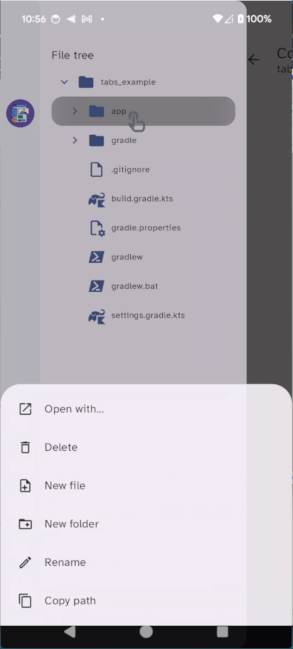 10:56
100%
File tree
Co
tab
tabs_example
app
gradle
.gitignore
build.gradle.kts
gradle.properties
gradlew
gradlew.bat
settings.gradle.kts
Open with...
Delete
New file
New folder
Rename
Copy path